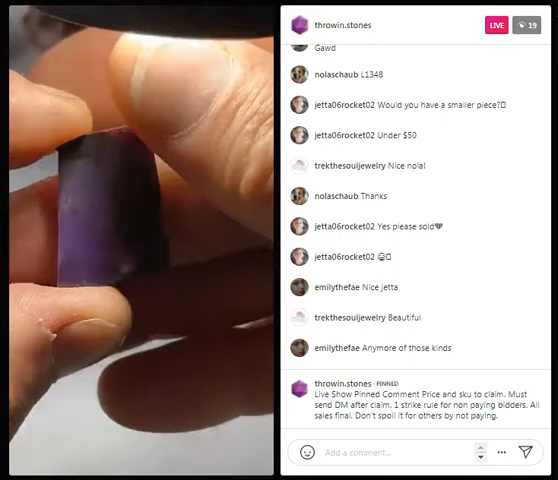 throwin.stones
LIVE
19
Gawd
nolaschaub L1348
jetta06rocket02 Would you have a smaller piece?
jetta06rocket02 Under $50
trekthesouljewelry Nice nola!
nolaschaub Thanks
jetta06rocket02 Yes please sold
jetta06rocket02
emilythefae Nice jetta
trekthesouljewelry Beautiful
emilythefae Anymore of those kinds
throwin.stones · PINNED
Live Show Pinned Comment Price and sku to claim. Must
send DM after claim. 1 strike rule for non paying bidders. All
sales final. Don't spoil it for others by not paying.
Add a comment...